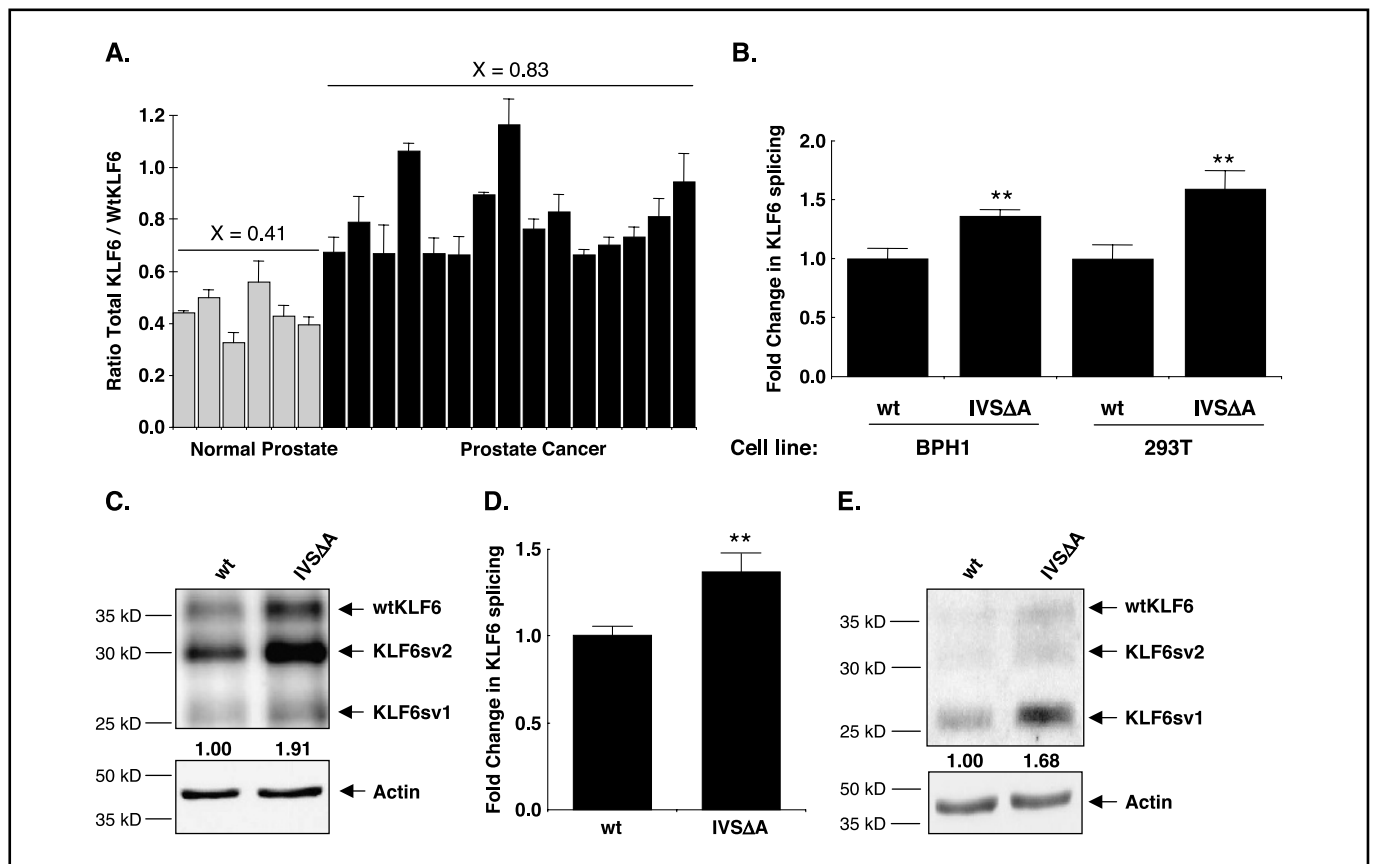 A.
X = 0.83
X = 0.41
Ratio Total KLF6 / WtKLF6
1.2
1.0
0.8
0.6
0.4
0.2
0.0
Normal Prostate
Prostate Cancer
B.
Fold Change in KLF6 splicing
2.0
1.5
1.0
0.5
0.0
**
**
wt
IVSΔA
wt
IVSΔA
Cell line:
BPH1
293T
C.
wt
IVSΔA
35 kD
30 kD
25 kD
wtKLF6
KLF6sv2
KLF6sv1
1.00
1.91
50 kD
35 kD
Actin
D.
Fold Change in KLF6 splicing
1.5
1.0
0.5
0.0
**
wt
IVSΔA
E.
wt
IVSΔA
35 kD
30 kD
25 kD
wtKLF6
KLF6sv2
KLF6sv1
1.00
1.68
50 kD
35 kD
Actin